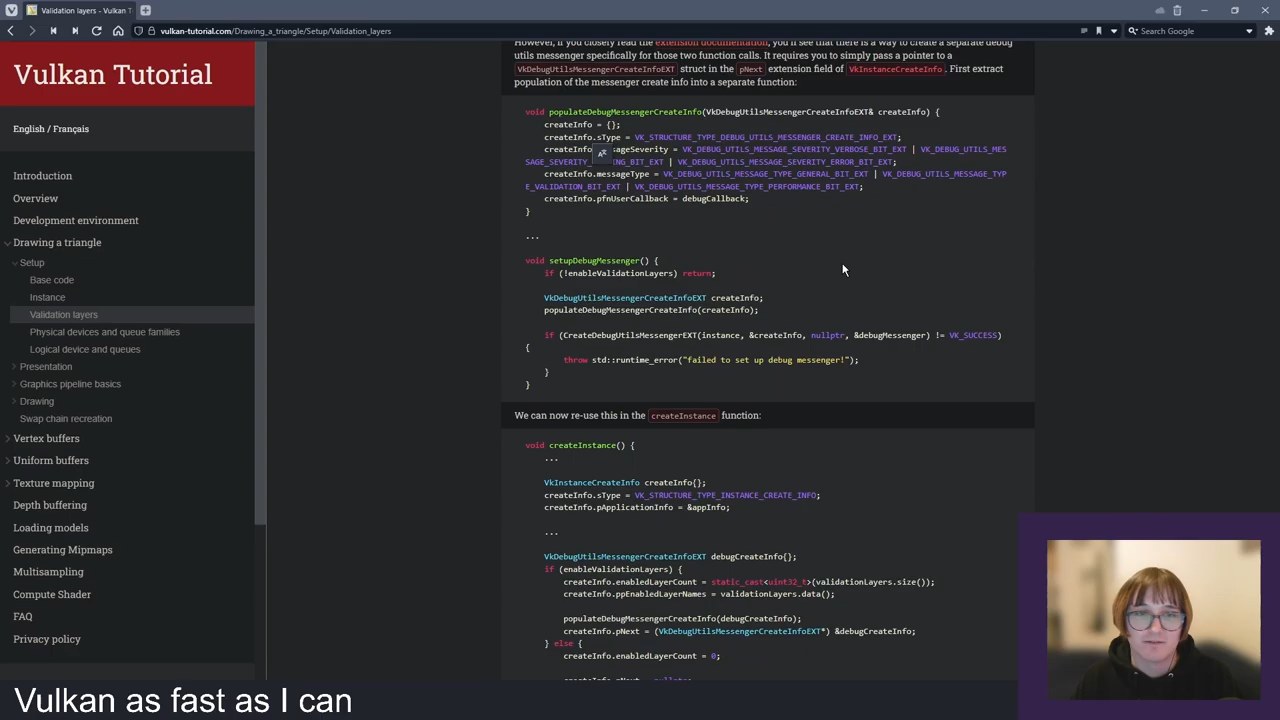 Validation layers - Vulkan T
vulkan-tutorial.com/Drawing_a_triangle/Setup/Validation_layers
Search Google
Vulkan Tutorial
English / Français
Introduction
Overview
Development environment
Drawing a triangle
Setup
Base code
Instance
Validation layers
Physical devices and queue families
Logical device and queues
Presentation
Graphics pipeline basics
Drawing
Swap chain recreation
Vertex buffers
Uniform buffers
Texture mapping
Depth buffering
Loading models
Generating Mipmaps
Multisampling
Compute Shader
FAQ
Privacy policy
However, if you closely read the extension documentation, you'll see that there is a way to create a separate debug
utils messenger specifically for those two function calls. It requires you to simply pass a pointer to a
VkDebugUtilsMessengerCreateInfoEXT struct in the pNext extension field of VkInstanceCreateInfo. First extract
population of the messenger create info into a separate function:
void populateDebugMessengerCreateInfo(VkDebugUtilsMessengerCreateInfoEXT& createInfo) {
createInfo = {};
createInfo.sType = VK_STRUCTURE_TYPE_DEBUG_UTILS_MESSENGER_CREATE_INFO_EXT;
createInfo sageSeverity = VK_DEBUG_UTILS_MESSAGE_SEVERITY_VERBOSE_BIT_EXT | VK_DEBUG_UTILS_MES
SAGE_SEVERITY_ NG_BIT_EXT | VK_DEBUG_UTILS_MESSAGE_SEVERITY_ERROR_BIT_EXT;
createInfo.messageType = VK_DEBUG_UTILS_MESSAGE_TYPE_GENERAL_BIT_EXT | VK_DEBUG_UTILS_MESSAGE_TYP
E_VALIDATION_BIT_EXT | VK_DEBUG_UTILS_MESSAGE_TYPE_PERFORMANCE_BIT_EXT;
createInfo.pfnUserCallback = debugCallback;
}
...
void setupDebugMessenger() {
if (!enableValidationLayers) return;
VkDebugUtilsMessengerCreateInfoEXT createInfo;
populateDebugMessengerCreateInfo(createInfo);
if (CreateDebugUtilsMessengerEXT(instance, &createInfo, nullptr, &debugMessenger) != VK_SUCCESS)
{
throw std::runtime_error("failed to set up debug messenger!");
}
}
We can now re-use this in the createInstance function:
void createInstance() {
...
VkInstanceCreateInfo createInfo{};
createInfo.sType = VK_STRUCTURE_TYPE_INSTANCE_CREATE_INFO;
createInfo.pApplicationInfo = &appInfo;
...
VkDebugUtilsMessengerCreateInfoEXT debugCreateInfo{};
if (enableValidationLayers) {
createInfo.enabledLayerCount = static_cast<uint32_t>(validationLayers.size());
createInfo.ppEnabledLayerNames = validationLayers.data();
populateDebugMessengerCreateInfo(debugCreateInfo);
createInfo.pNext = (VkDebugUtilsMessengerCreateInfoEXT*) &debugCreateInfo;
} else {
createInfo.enabledLayerCount = 0;
Vulkan as fast as I can